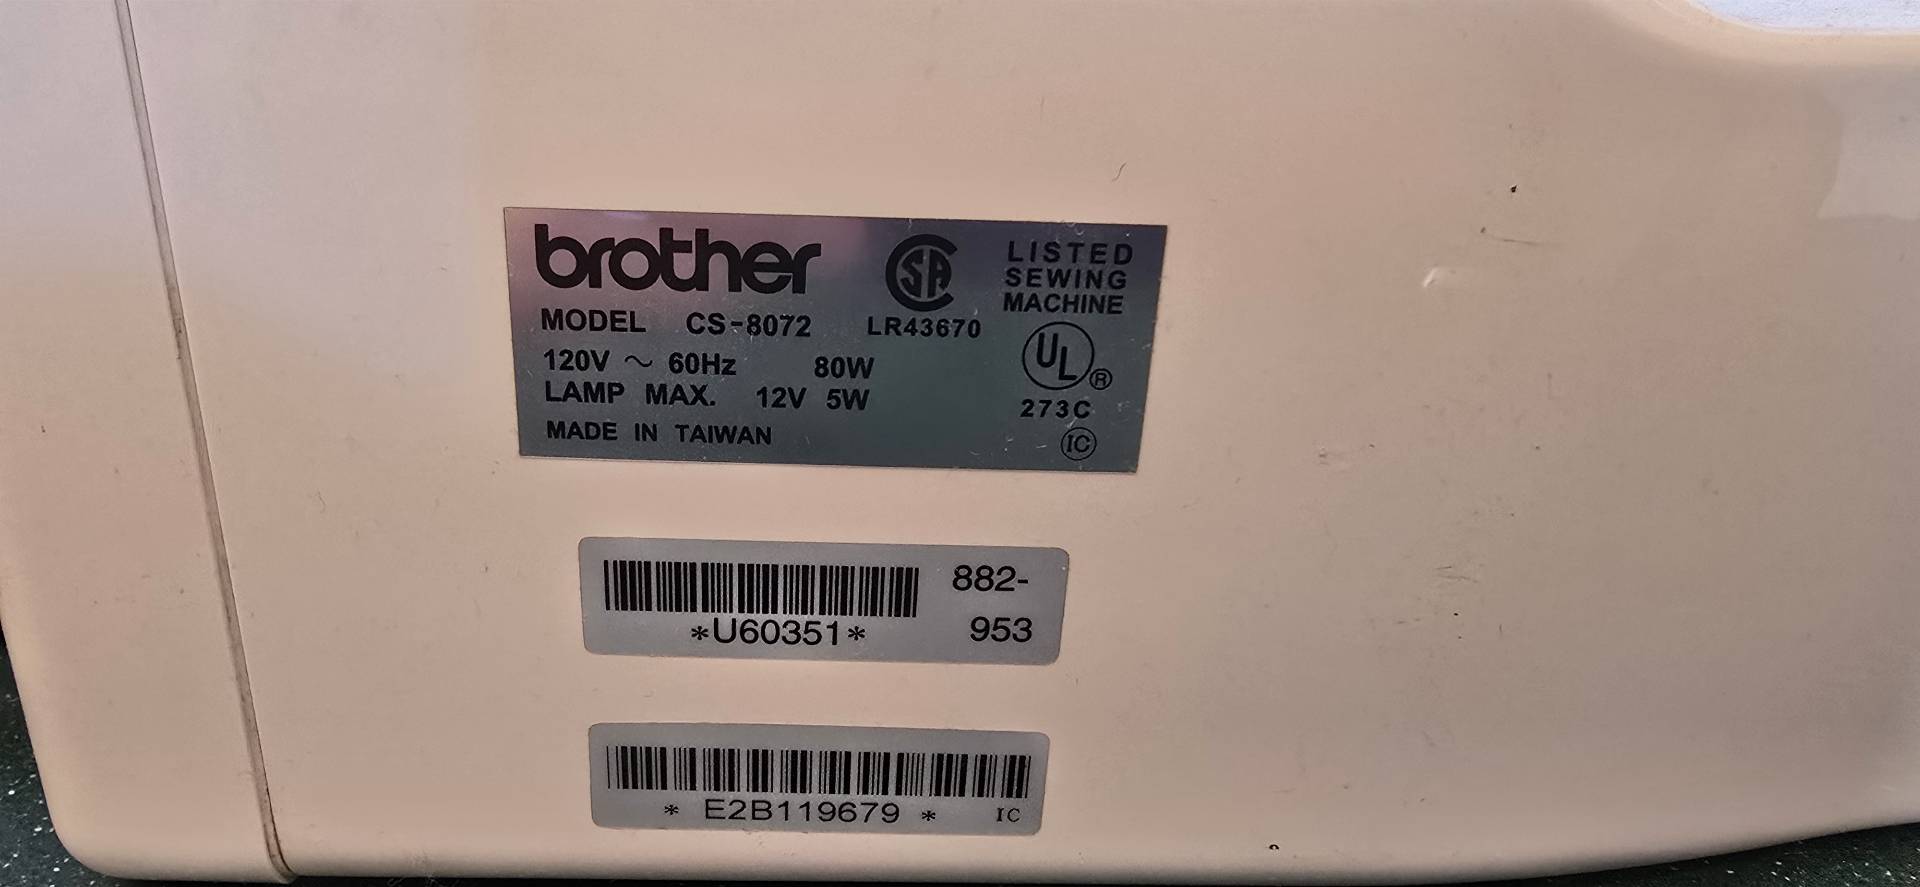 brother
MODEL CS-8072
120V ~ 60Hz 80W
LAMP MAX. 12V 5W
MADE IN TAIWAN
CSA
LR43670
LISTED
SEWING
MACHINE
UL®
273C
IC
*U60351*
882-
953
* E2B119679 * IC